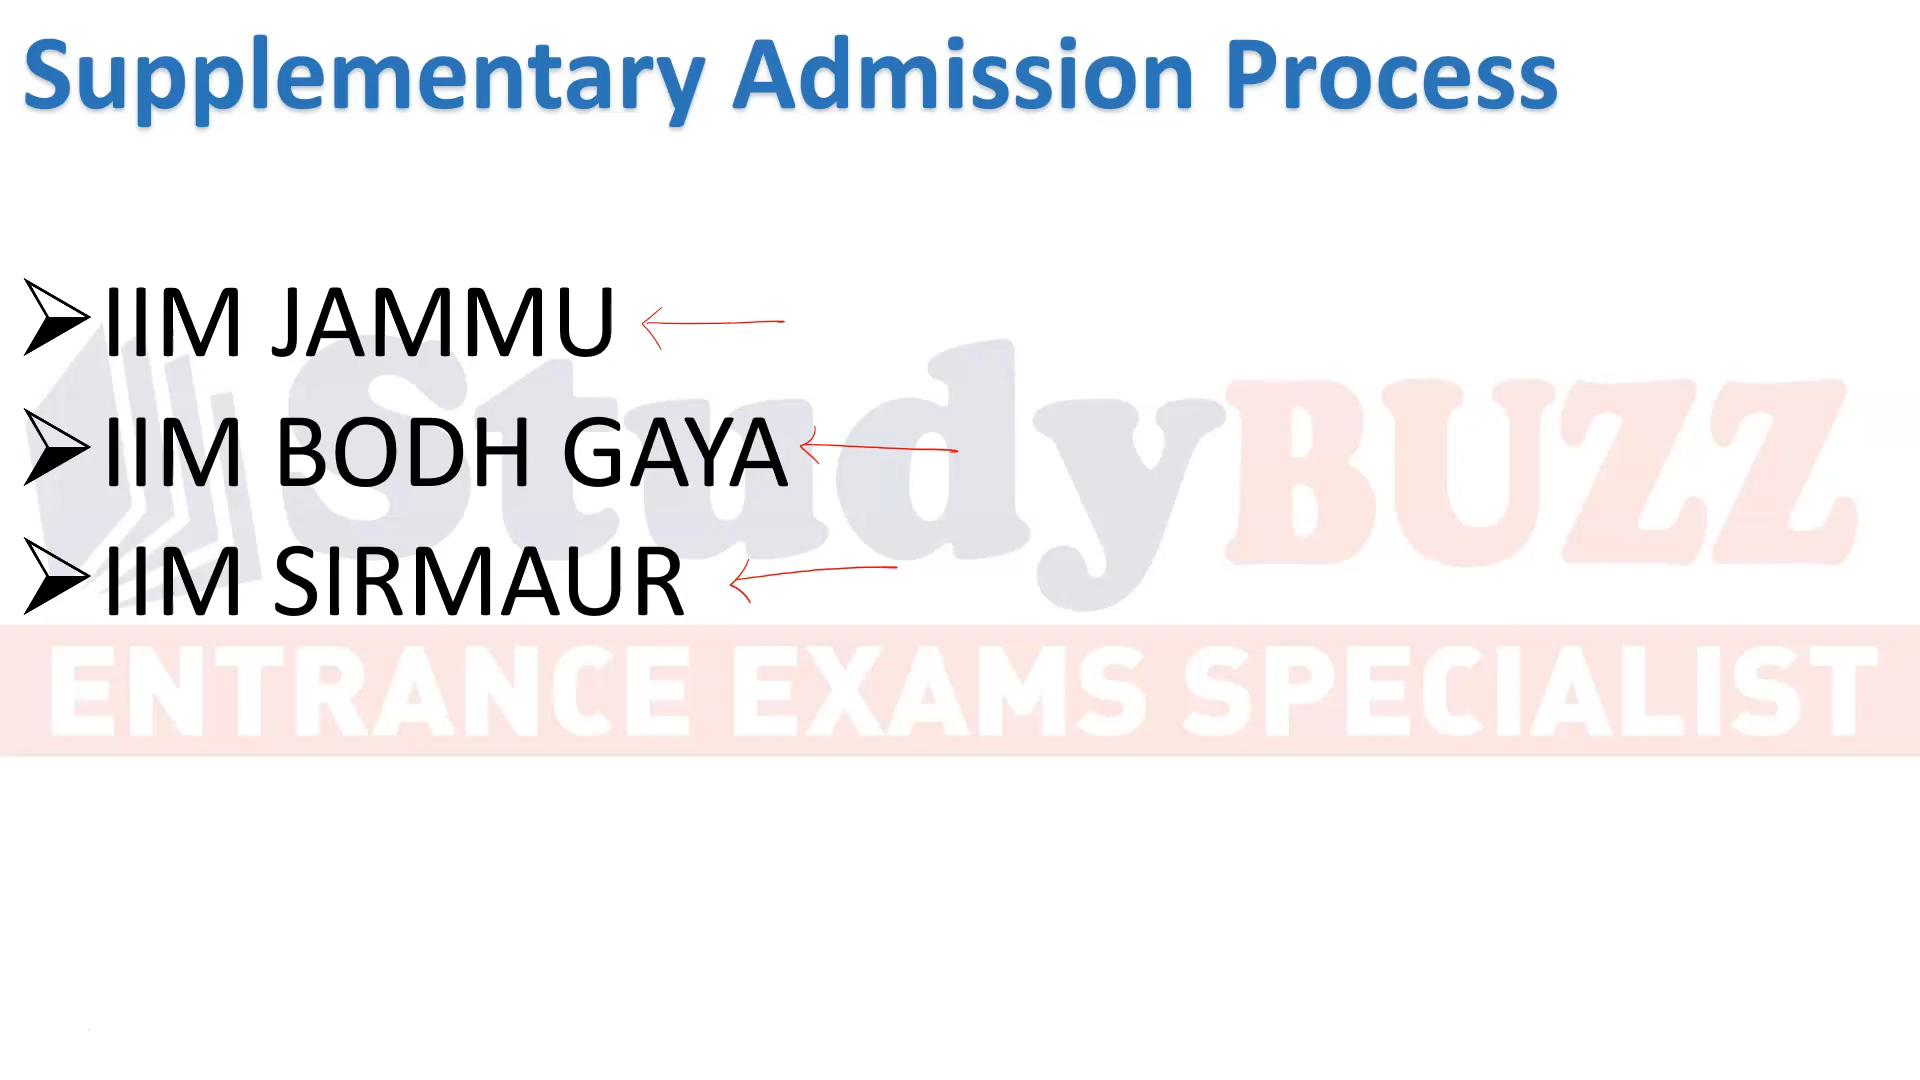 Supplementary Admission Process
IIM JAMMU
IIM BODH GAYA
IIM SIRMAUR
StudyBUZZ
ENTRANCE EXAMS SPECIALIST